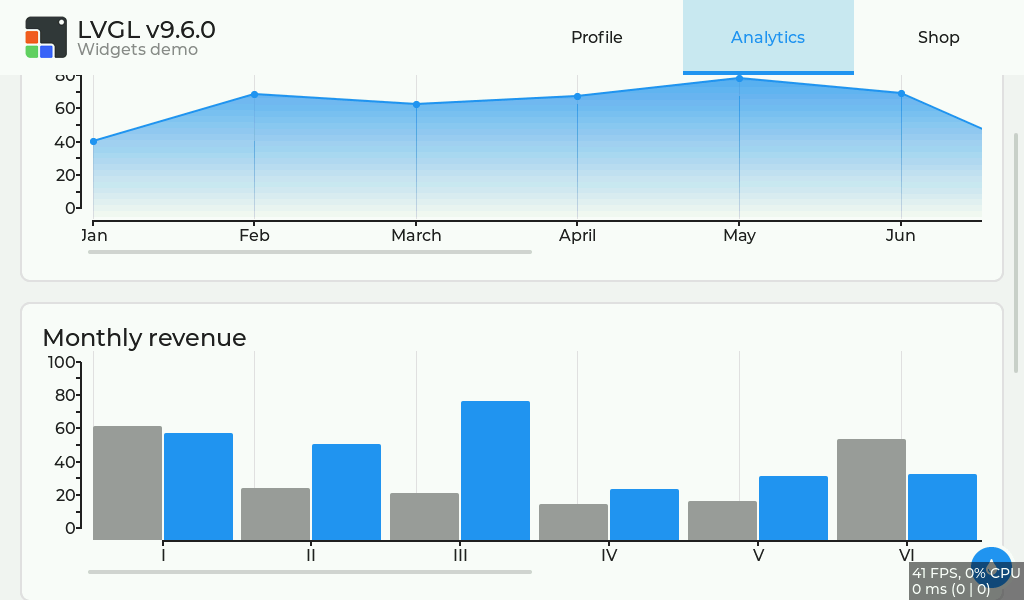 LVGL v9.6.0
Widgets demo
Profile
Analytics
Shop
80
60
40
20
0
Jan
Feb
March
April
May
Jun
Monthly revenue
100
80
60
40
20
0
I
II
III
IV
V
VI
41 FPS, 0% CPU
0 ms (0 | 0)